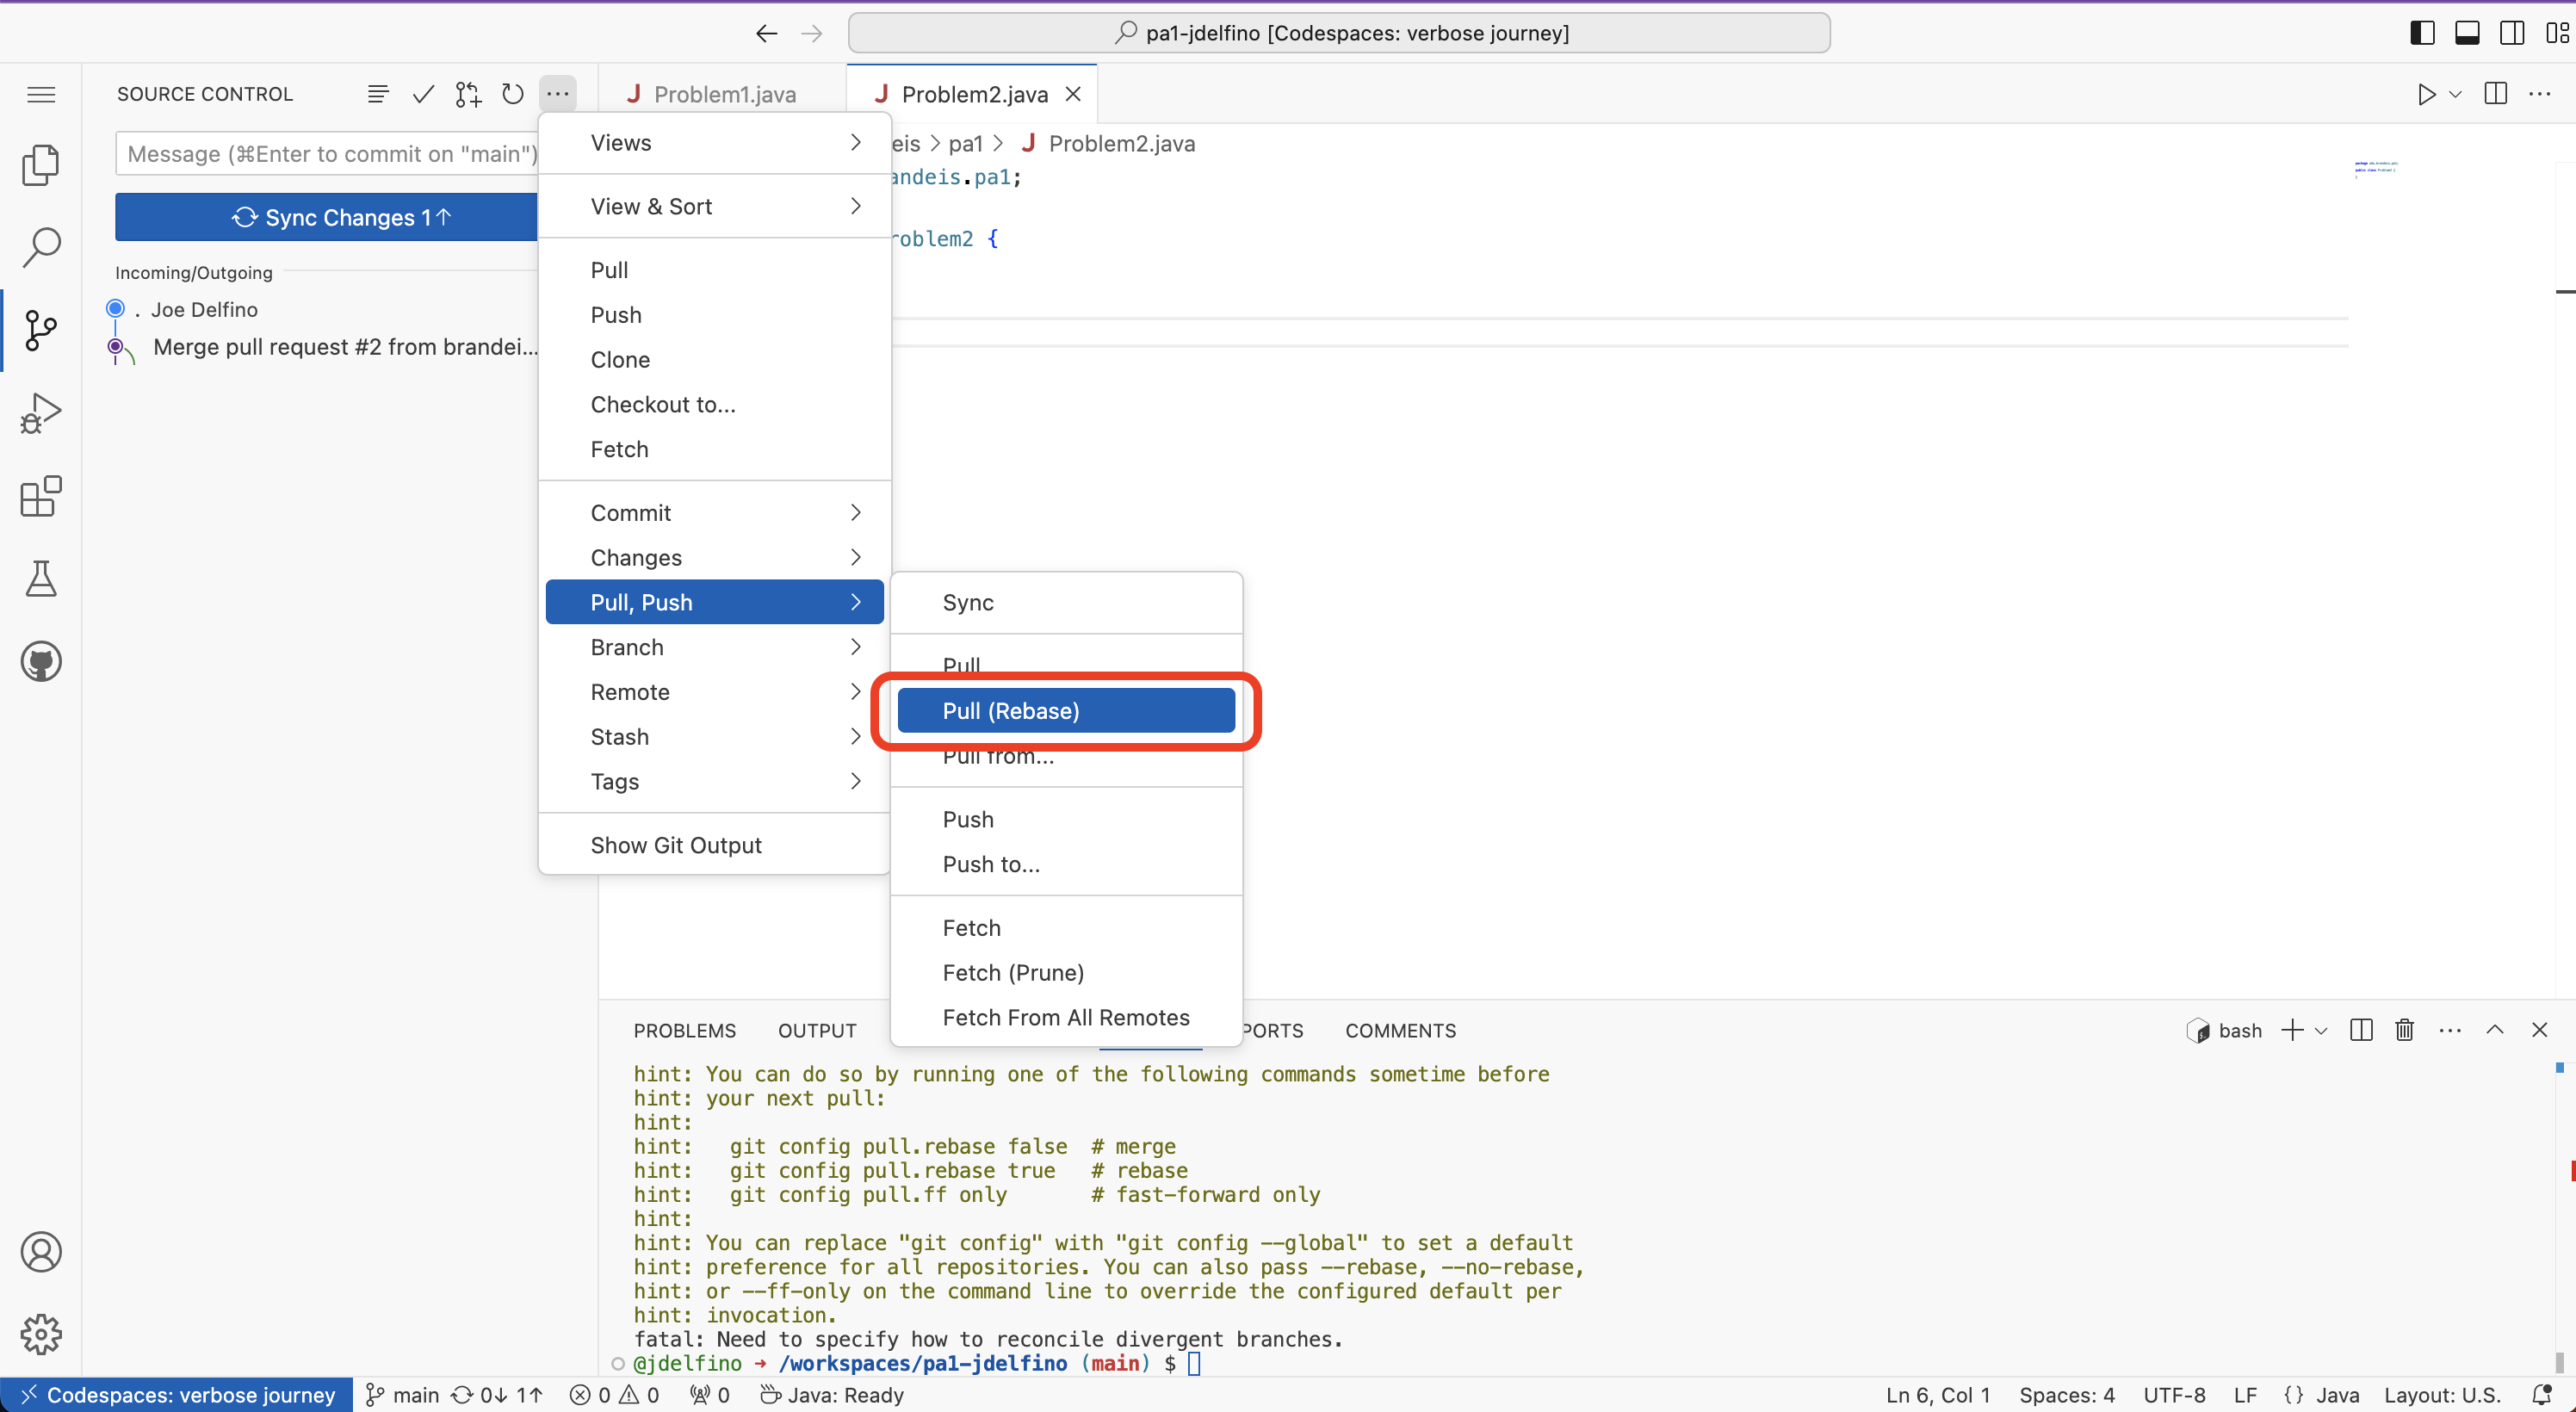 pa1-jdelfino [Codespaces: verbose journey]
SOURCE CONTROL
Message (⌘Enter to commit on "main")
Sync Changes 1↑
Incoming/Outgoing
. Joe Delfino
Merge pull request #2 from brandei...
Problem1.java
Problem2.java
eis > pa1 > Problem2.java
andeis.pa1;
roblem2 {
Views
View & Sort
Pull
Push
Clone
Checkout to...
Fetch
Commit
Changes
Pull, Push
Branch
Remote
Stash
Tags
Show Git Output
Sync
Pull
Pull (Rebase)
Pull from...
Push
Push to...
Fetch
Fetch (Prune)
Fetch From All Remotes
PROBLEMS OUTPUT PORTS COMMENTS
bash
hint: You can do so by running one of the following commands sometime before
hint: your next pull:
hint:
hint:   git config pull.rebase false  # merge
hint:   git config pull.rebase true   # rebase
hint:   git config pull.ff only       # fast-forward only
hint:
hint: You can replace "git config" with "git config --global" to set a default
hint: preference for all repositories. You can also pass --rebase, --no-rebase,
hint: or --ff-only on the command line to override the configured default per
hint: invocation.
fatal: Need to specify how to reconcile divergent branches.
@jdelfino → /workspaces/pa1-jdelfino (main) $
Codespaces: verbose journey main 0↓ 1↑ 0 0 0 Java: Ready Ln 6, Col 1 Spaces: 4 UTF-8 LF {} Java Layout: U.S.